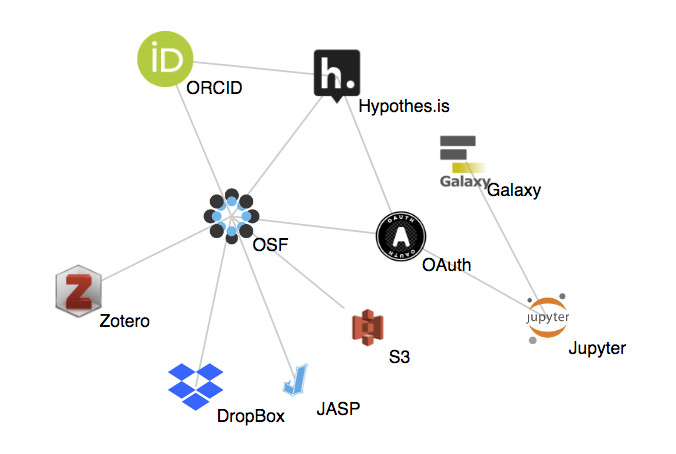 iD
ORCID
h.
Hypothes.is
Galaxy
Galaxy
OSF
OAUTH
A
OAUTH
OAuth
Z
Zotero
Jupyter
Jupyter
S3
DropBox
JASP